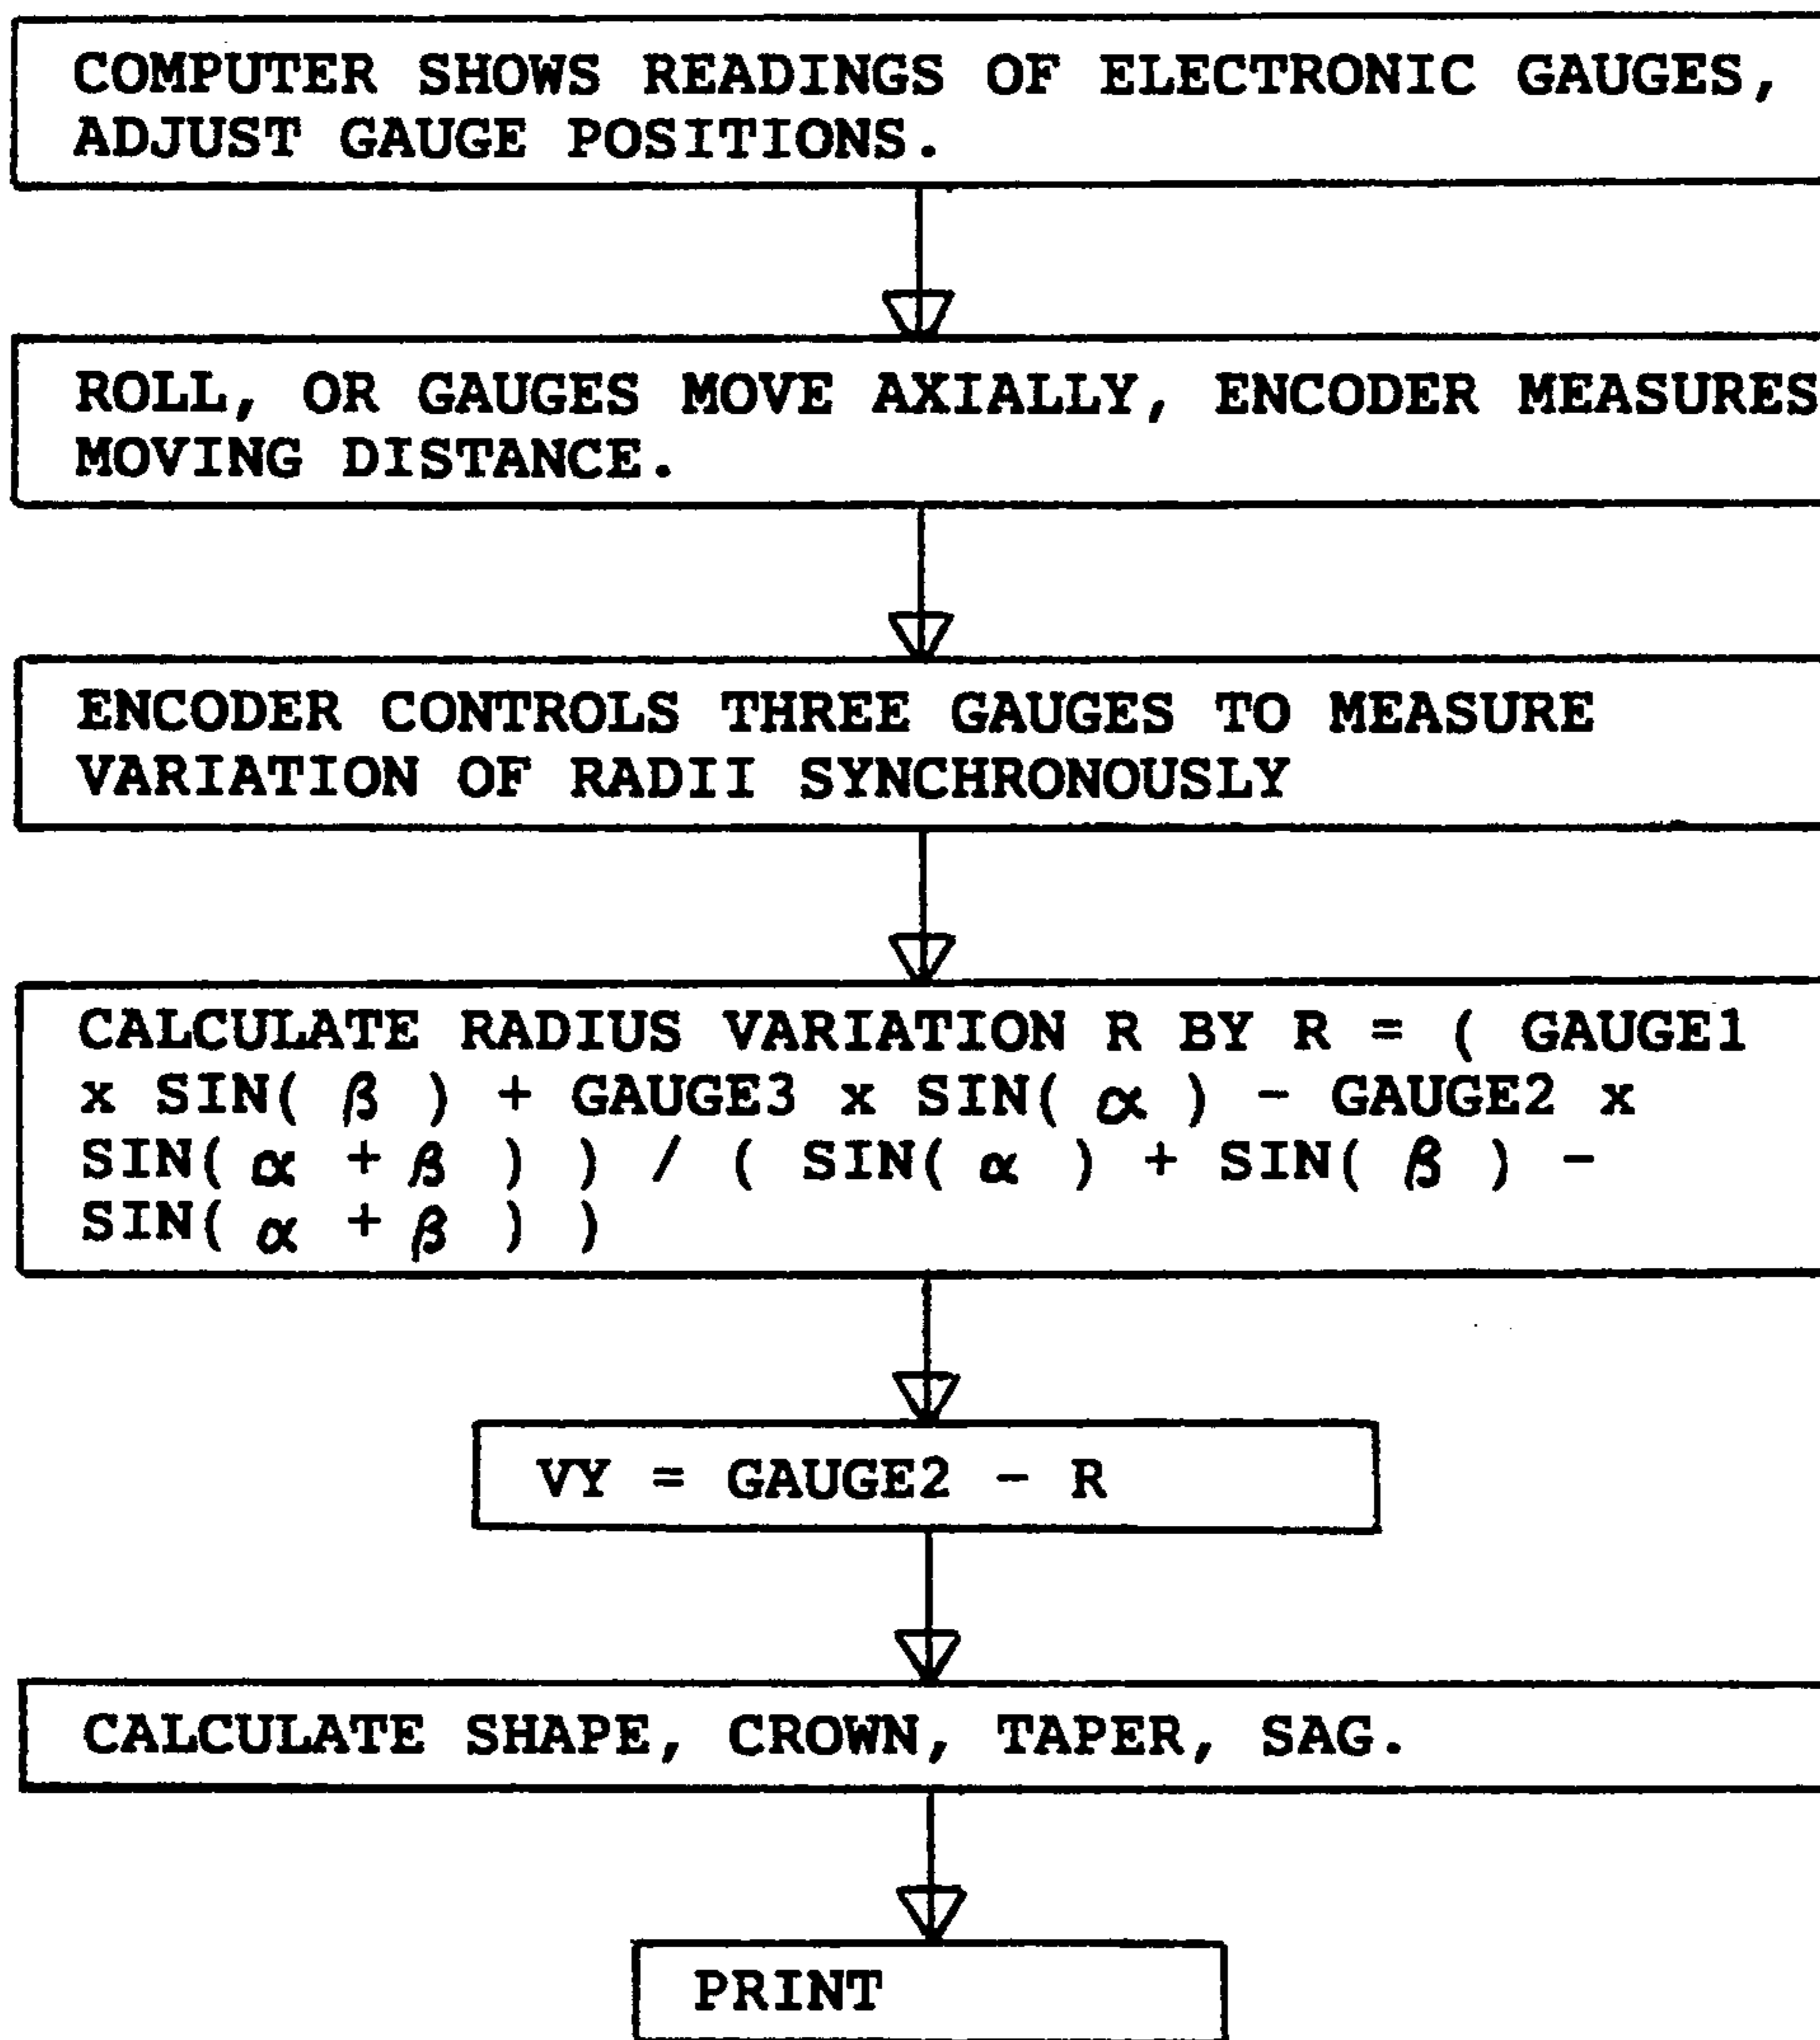 COMPUTER SHOWS READINGS OF ELECTRONIC GAUGES,
ADJUST GAUGE POSITIONS.
ROLL, OR GAUGES MOVE AXIALLY, ENCODER MEASURES
MOVING DISTANCE.
ENCODER CONTROLS THREE GAUGES TO MEASURE
VARIATION OF RADII SYNCHRONOUSLY
CALCULATE RADIUS VARIATION R BY R = ( GAUGE1
x SIN( β ) + GAUGE3 x SIN( α ) - GAUGE2 x
SIN( α + β ) ) / ( SIN( α ) + SIN( β ) -
SIN( α + β ) )
VY = GAUGE2 - R
CALCULATE SHAPE, CROWN, TAPER, SAG.
PRINT